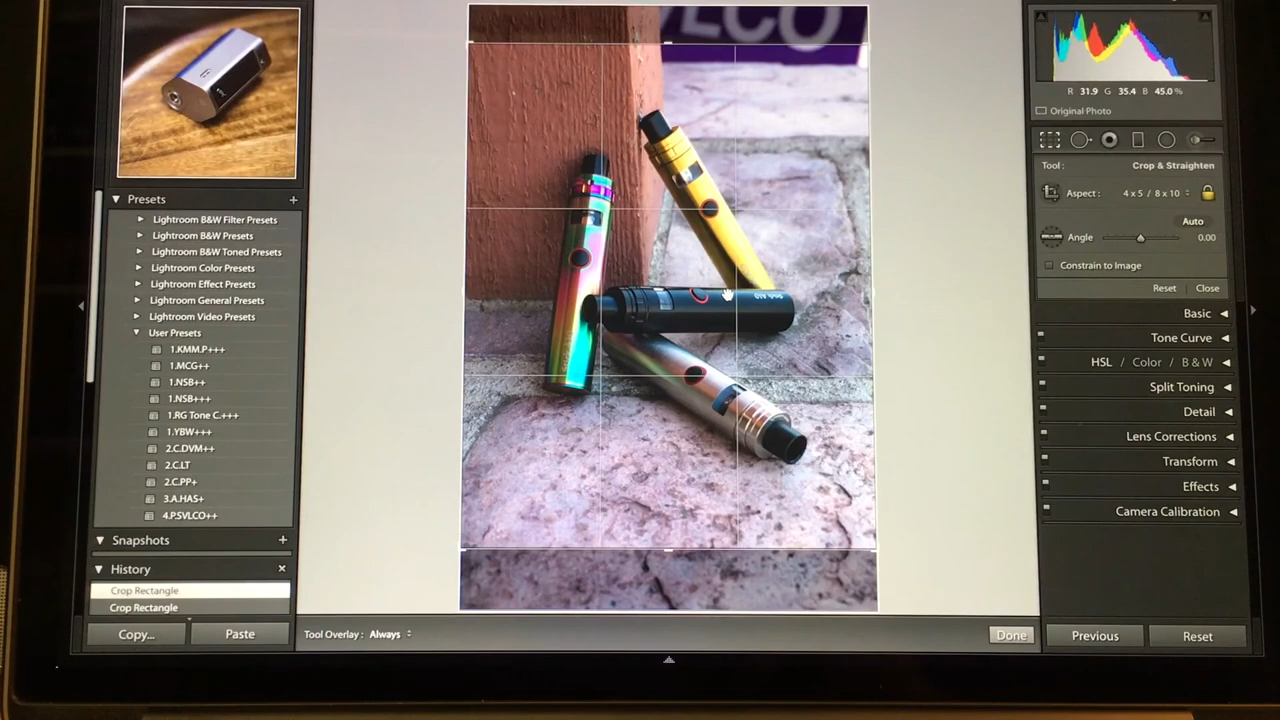 Presets +
Lightroom B&W Filter Presets
Lightroom B&W Presets
Lightroom B&W Toned Presets
Lightroom Color Presets
Lightroom Effect Presets
Lightroom General Presets
Lightroom Video Presets
User Presets
1.KMM.P+++
1.MCG++
1.NSB++
1.NSB+++
1.RG Tone C.+++
1.YBW+++
2.C.DVM++
2.C.LT
2.C.PP+
3.A.HAS+
4.P.SVLCO++
Snapshots +
History ×
Crop Rectangle
Crop Rectangle
Copy... Paste
VLCO
Tool Overlay : Always
Done
R 31.9 G 35.4 B 45.0 %
Original Photo
Tool : Crop & Straighten
Aspect : 4 x 5 / 8 x 10
Auto
Angle 0.00
Constrain to Image
Reset Close
Basic
Tone Curve
HSL / Color / B & W
Split Toning
Detail
Lens Corrections
Transform
Effects
Camera Calibration
Previous Reset